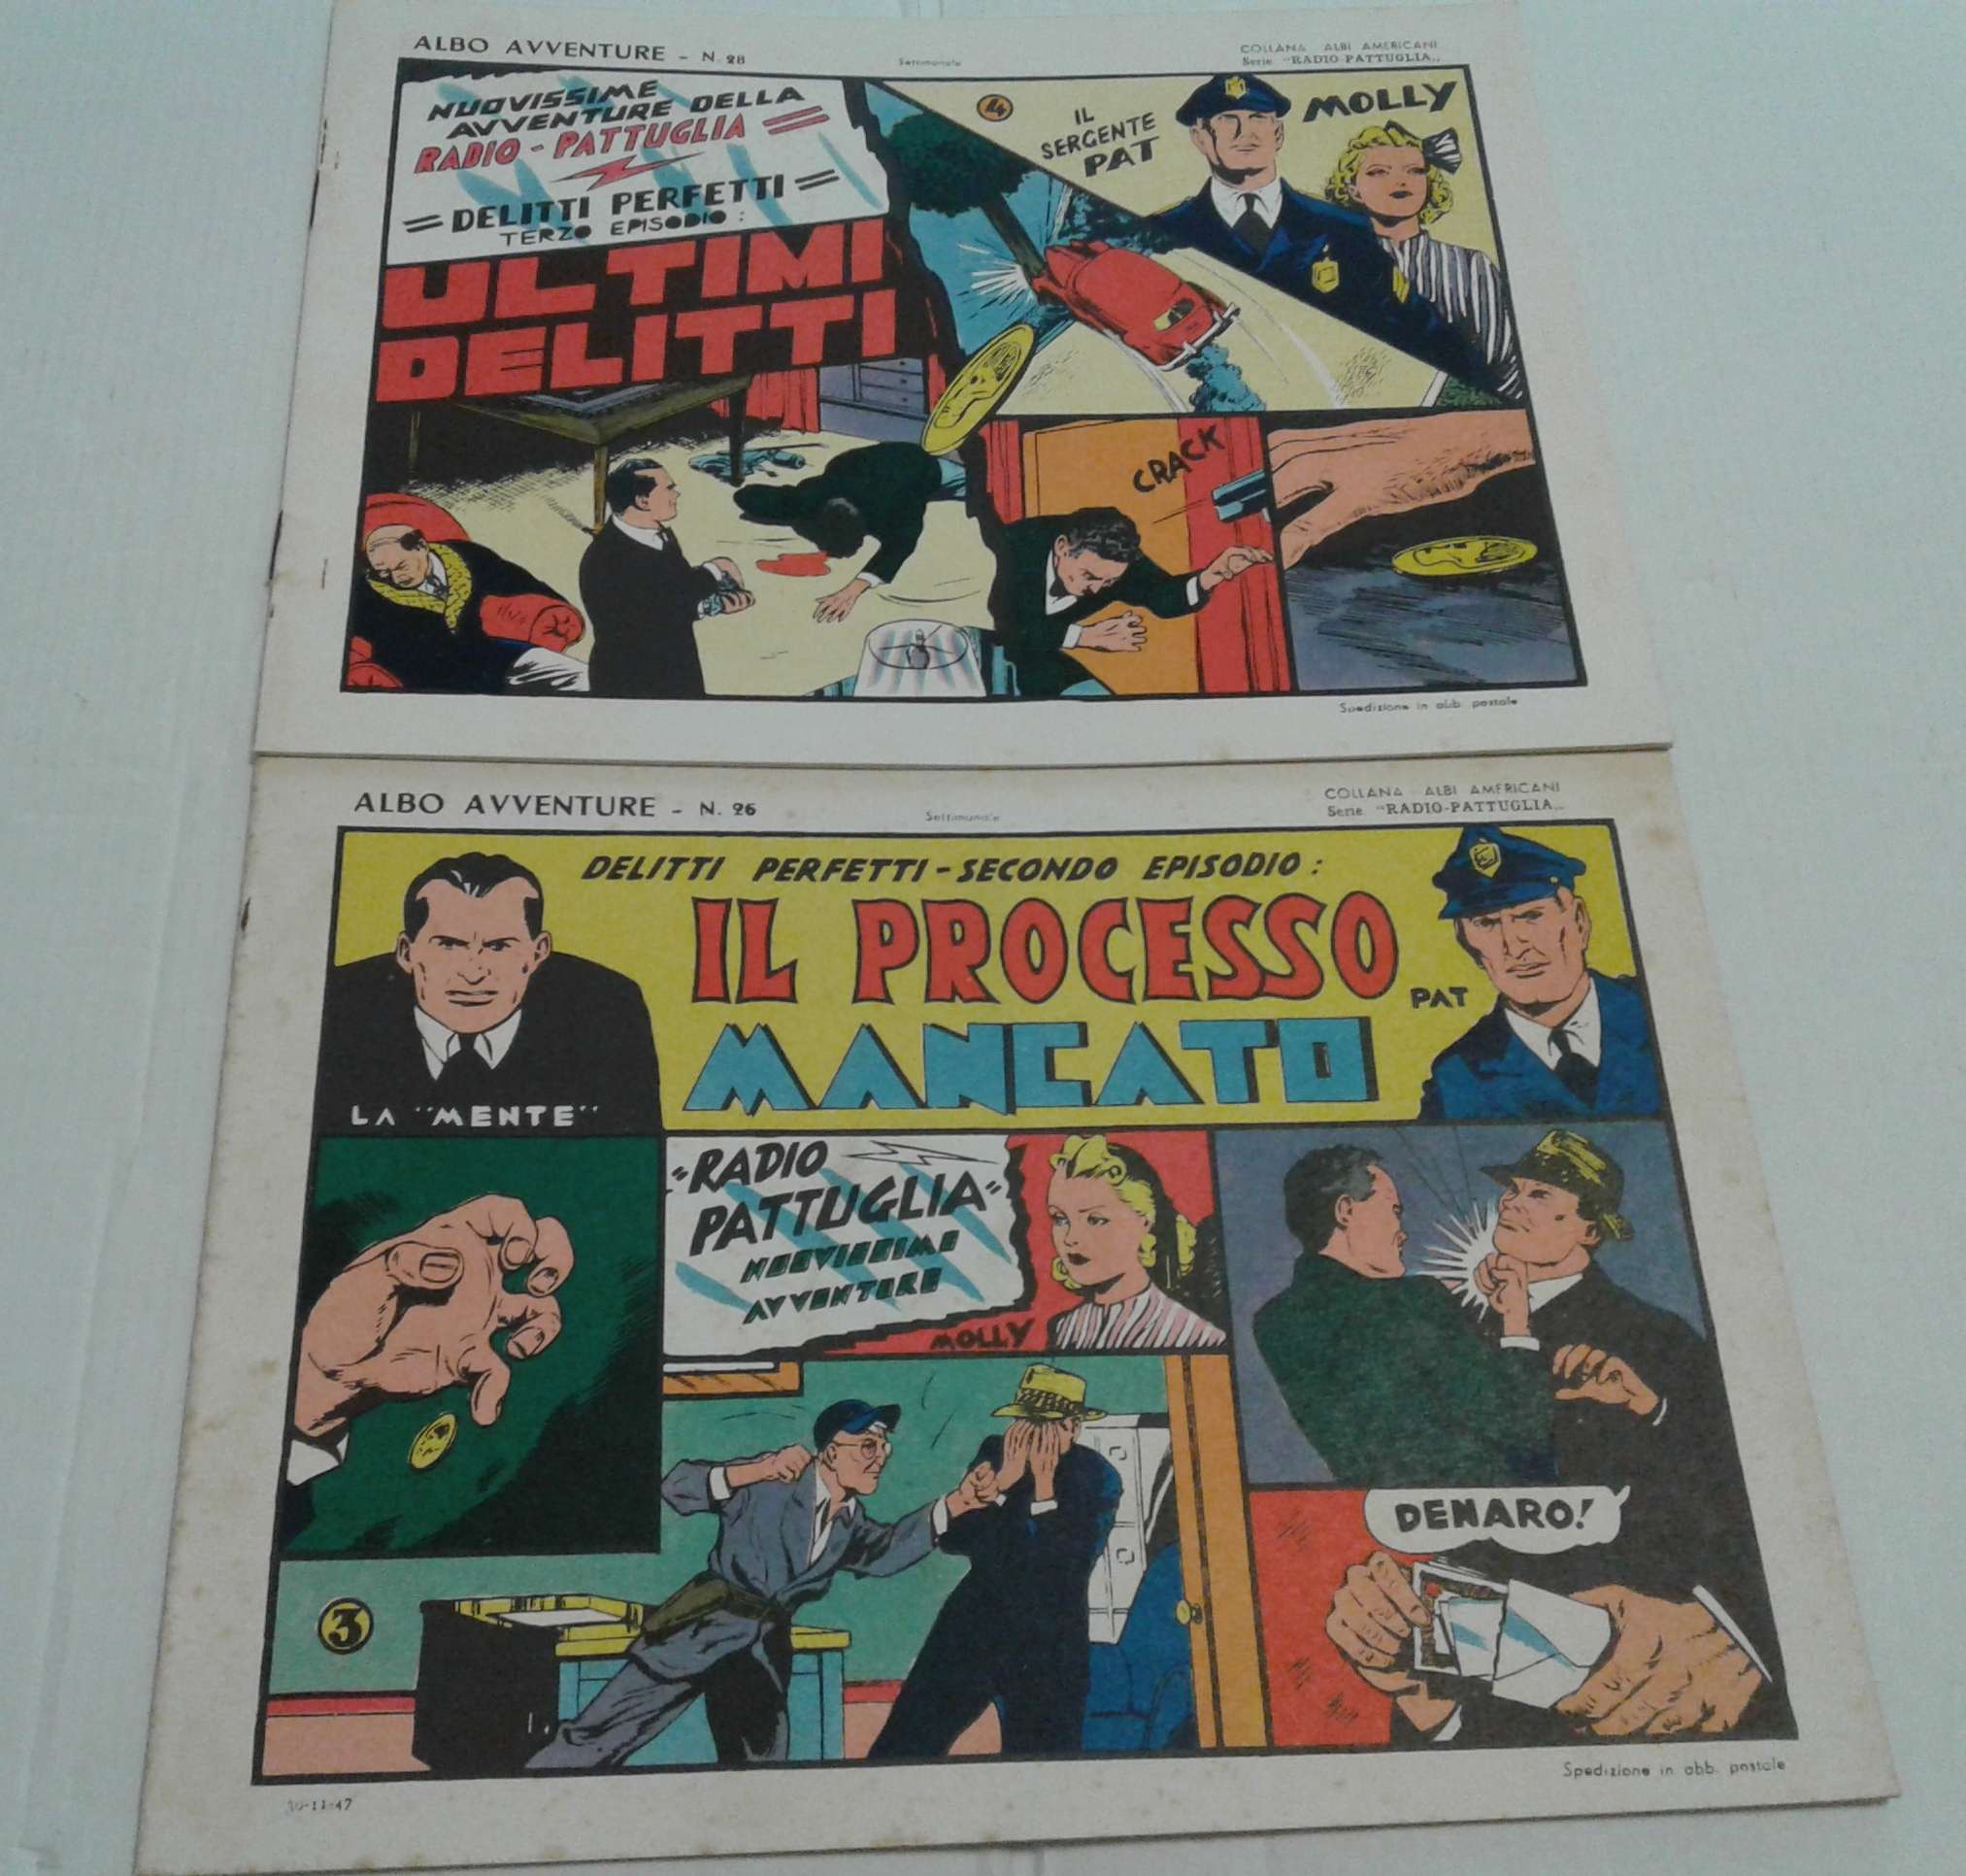 ALBO AVVENTURE - N. 28
Settimanale
COLLANA ALBI AMERICANI
Serie "RADIO-PATTUGLIA„
NUOVISSIME
AVVENTURE DELLA
RADIO-PATTUGLIA
=DELITTI PERFETTI=
TERZO EPISODIO:
ULTIMI
DELITTI
4
IL
SERGENTE
PAT
MOLLY
CRACK
Spedizione in abb. postale
ALBO AVVENTURE - N. 26
Settimanale
COLLANA ALBI AMERICANI
Serie "RADIO-PATTUGLIA„
DELITTI PERFETTI-SECONDO EPISODIO:
IL PROCESSO
MANCATO
PAT
LA "MENTE"
"RADIO
PATTUGLIA"
NUOVISSIME
AVVENTURE
MOLLY
DENARO!
3
Spedizione in abb. postale
-11-47